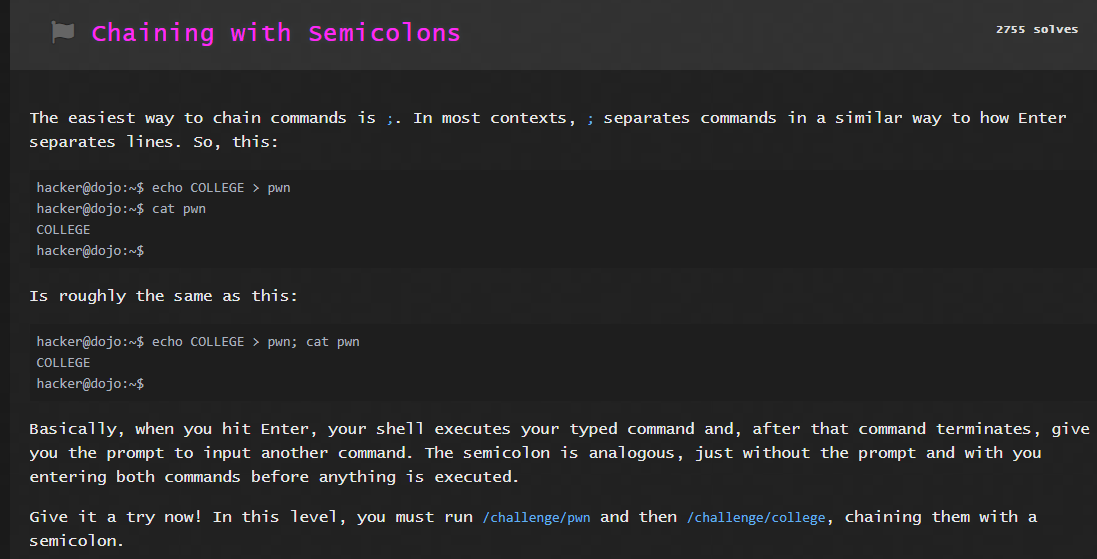 Chaining with Semicolons
2755 solves
The easiest way to chain commands is ;. In most contexts, ; separates commands in a similar way to how Enter
separates lines. So, this:
hacker@dojo:~$ echo COLLEGE > pwn
hacker@dojo:~$ cat pwn
COLLEGE
hacker@dojo:~$
Is roughly the same as this:
hacker@dojo:~$ echo COLLEGE > pwn; cat pwn
COLLEGE
hacker@dojo:~$
Basically, when you hit Enter, your shell executes your typed command and, after that command terminates, give
you the prompt to input another command. The semicolon is analogous, just without the prompt and with you
entering both commands before anything is executed.
Give it a try now! In this level, you must run /challenge/pwn and then /challenge/college, chaining them with a
semicolon.